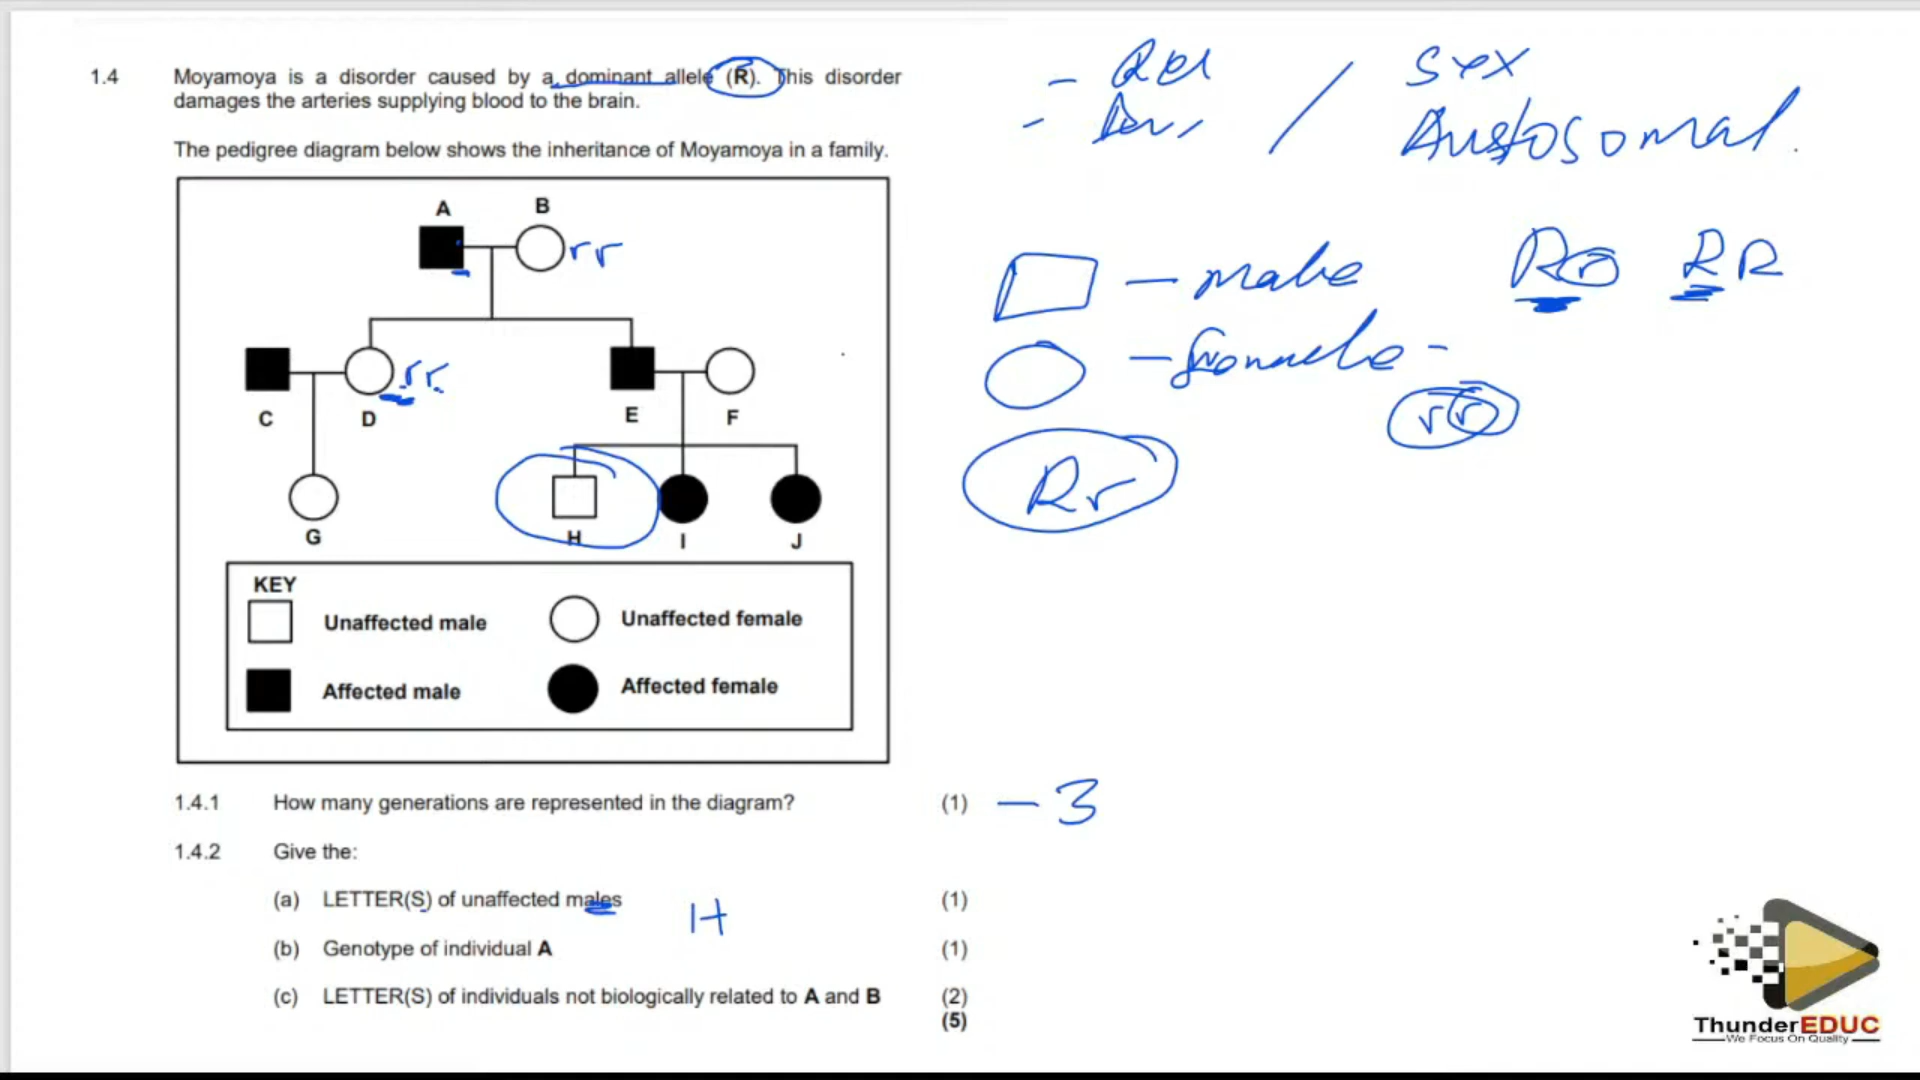 1.4 Moyamoya is a disorder caused by a dominant allele (R). This disorder
damages the arteries supplying blood to the brain.
The pedigree diagram below shows the inheritance of Moyamoya in a family.
A B
rr
rr
C D E F
G H I J
KEY
Unaffected male Unaffected female
Affected male Affected female
1.4.1 How many generations are represented in the diagram? (1) - 3
1.4.2 Give the:
(a) LETTER(S) of unaffected males H (1)
(b) Genotype of individual A (1)
(c) LETTER(S) of individuals not biologically related to A and B (2)
(5)
- / Sex
-
- male Rr RR
-
rr
Rr
ThunderEDUC
We Focus On Quality